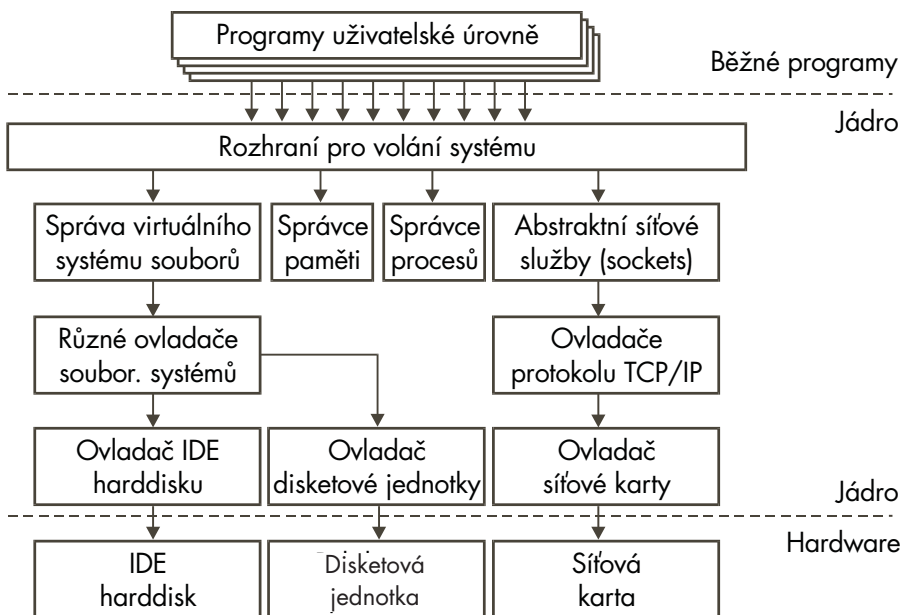 Programy uživatelské úrovně
Běžné programy
Jádro
Rozhraní pro volání systému
Správa virtuálního
systému souborů
Správce
paměti
Správce
procesů
Abstraktní síťové
služby (sockets)
Různé ovladače
soubor. systémů
Ovladače
protokolu TCP/IP
Ovladač IDE
harddisku
Ovladač
disketové jednotky
Ovladač
síťové karty
Jádro
Hardware
IDE
harddisk
Disketová
jednotka
Síťová
karta